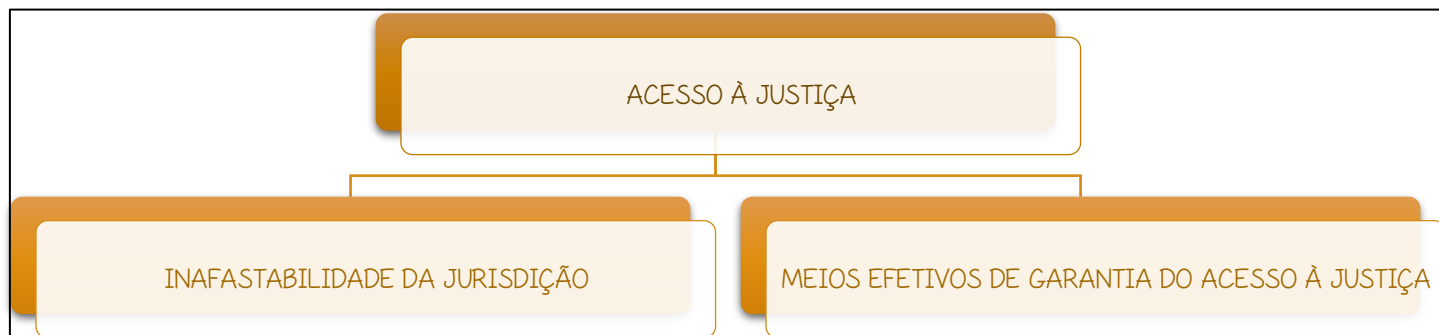 ACESSO À JUSTIÇA
INAFASTABILIDADE DA JURISDIÇÃO
MEIOS EFETIVOS DE GARANTIA DO ACESSO À JUSTIÇA